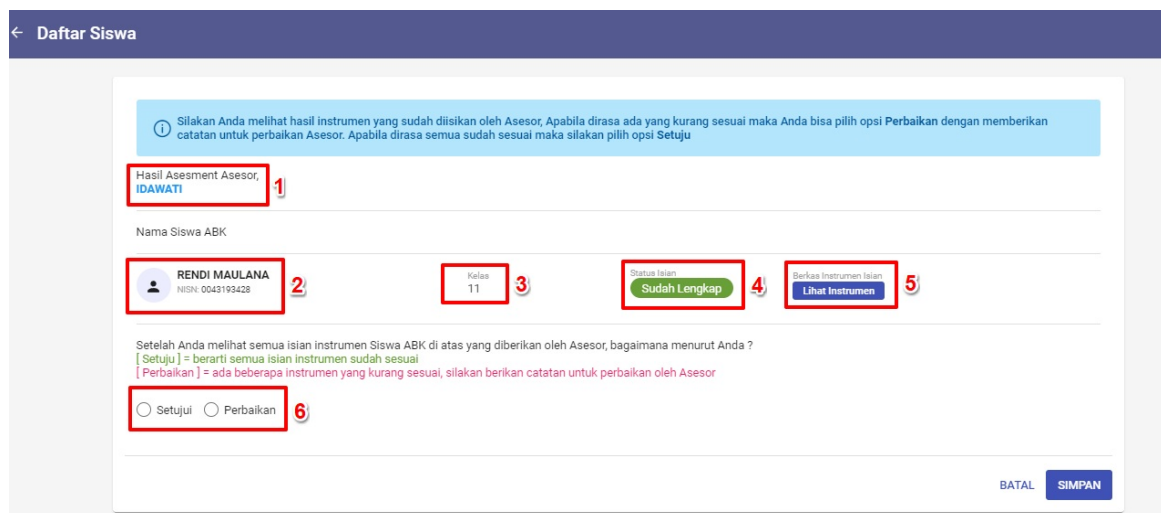 ← Daftar Siswa
Silakan Anda melihat hasil instrumen yang sudah diisikan oleh Asesor, Apabila dirasa ada yang kurang sesuai maka Anda bisa pilih opsi Perbaikan dengan memberikan
catatan untuk perbaikan Asesor. Apabila dirasa semua sudah sesuai maka silakan pilih opsi Setuju
Hasil Asesment Asesor,
IDAWATI
1
Nama Siswa ABK
RENDI MAULANA
NISN: 0043193428
2
Kelas
11
3
Status Isian
Sudah Lengkap
4
Berkas Instrumen Isian
Lihat Instrumen
5
Setelah Anda melihat semua isian instrumen Siswa ABK di atas yang diberikan oleh Asesor, bagaimana menurut Anda ?
[ Setuju ] = berarti semua isian instrumen sudah sesuai
[ Perbaikan ] = ada beberapa instrumen yang kurang sesuai, silakan berikan catatan untuk perbaikan oleh Asesor
Setujui Perbaikan 6
BATAL SIMPAN